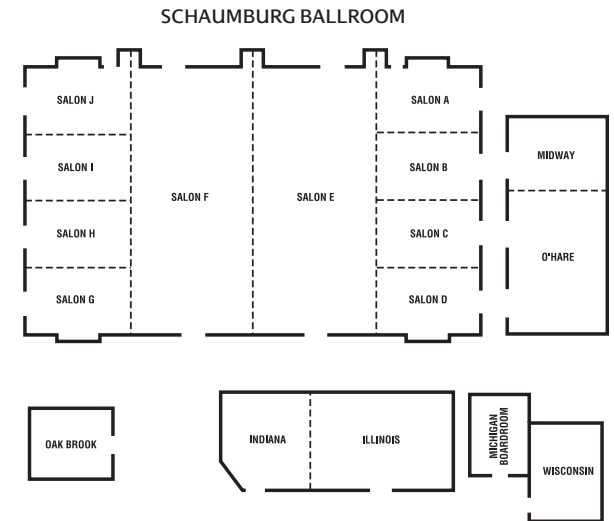 SCHAUMBURG BALLROOM
SALON J
SALON A
SALON I
SALON B
MIDWAY
SALON F
SALON E
SALON H
SALON C
O'HARE
SALON G
SALON D
OAK BROOK
INDIANA
ILLINOIS
MICHIGAN
BOARDROOM
WISCONSIN